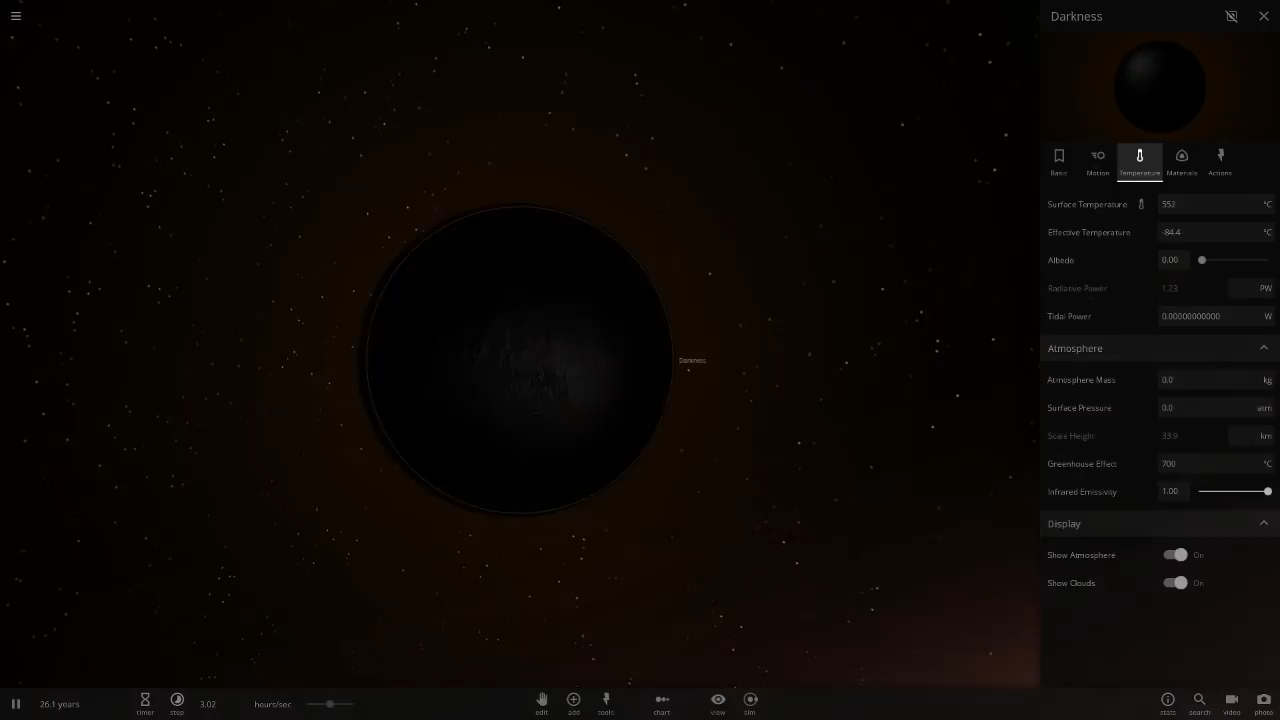 Darkness
Basic Motion Temperature Materials Actions
Surface Temperature 552 °C
Effective Temperature -84.4 °C
Albedo 0.00
Radiative Power 1.23 PW
Tidal Power 0.00000000000 W
Atmosphere
Atmosphere Mass 0.0 kg
Surface Pressure 0.0 atm
Scale Height 33.9 km
Greenhouse Effect 700 °C
Infrared Emissivity 1.00
Display
Show Atmosphere On
Show Clouds On
Darkness
26.1 years timer step 3.02 hours/sec edit add tools chart view sim stats search video photo